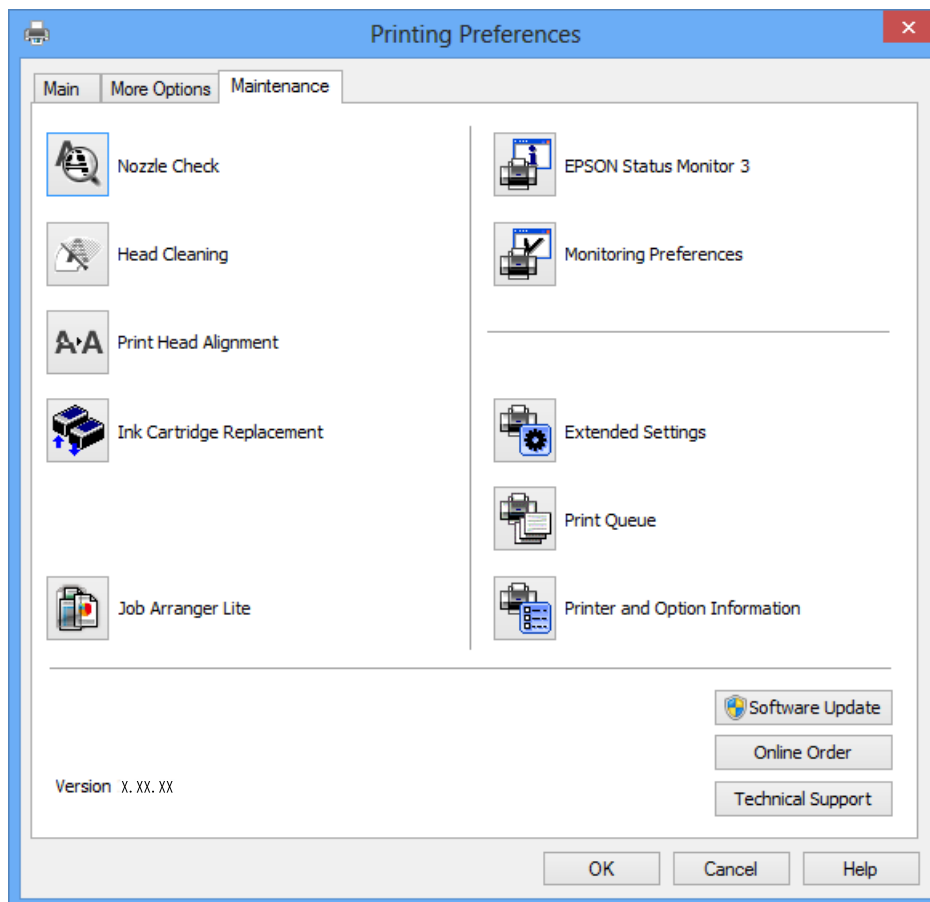 Printing Preferences
Main
More Options
Maintenance
Nozzle Check
Head Cleaning
Print Head Alignment
Ink Cartridge Replacement
Job Arranger Lite
EPSON Status Monitor 3
Monitoring Preferences
Extended Settings
Print Queue
Printer and Option Information
Software Update
Online Order
Technical Support
Version X.XX.XX
OK
Cancel
Help